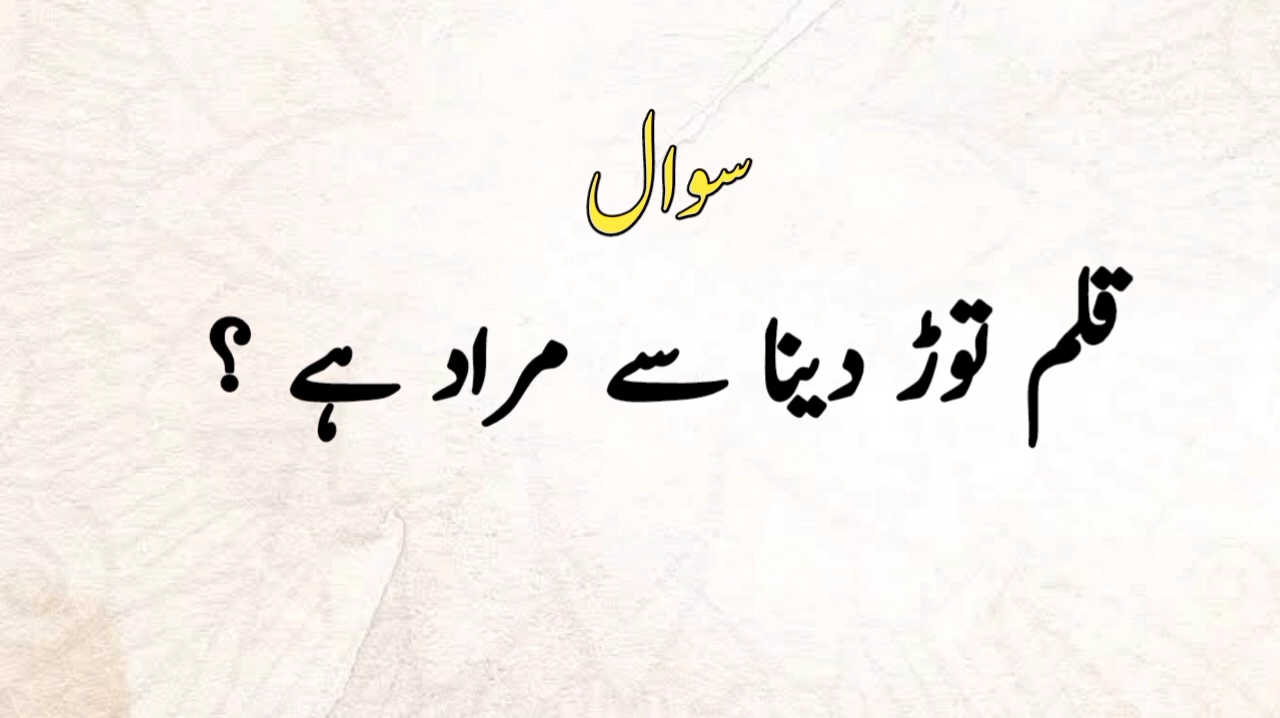 سوال
قلم توڑ دینا سے مراد ہے ؟